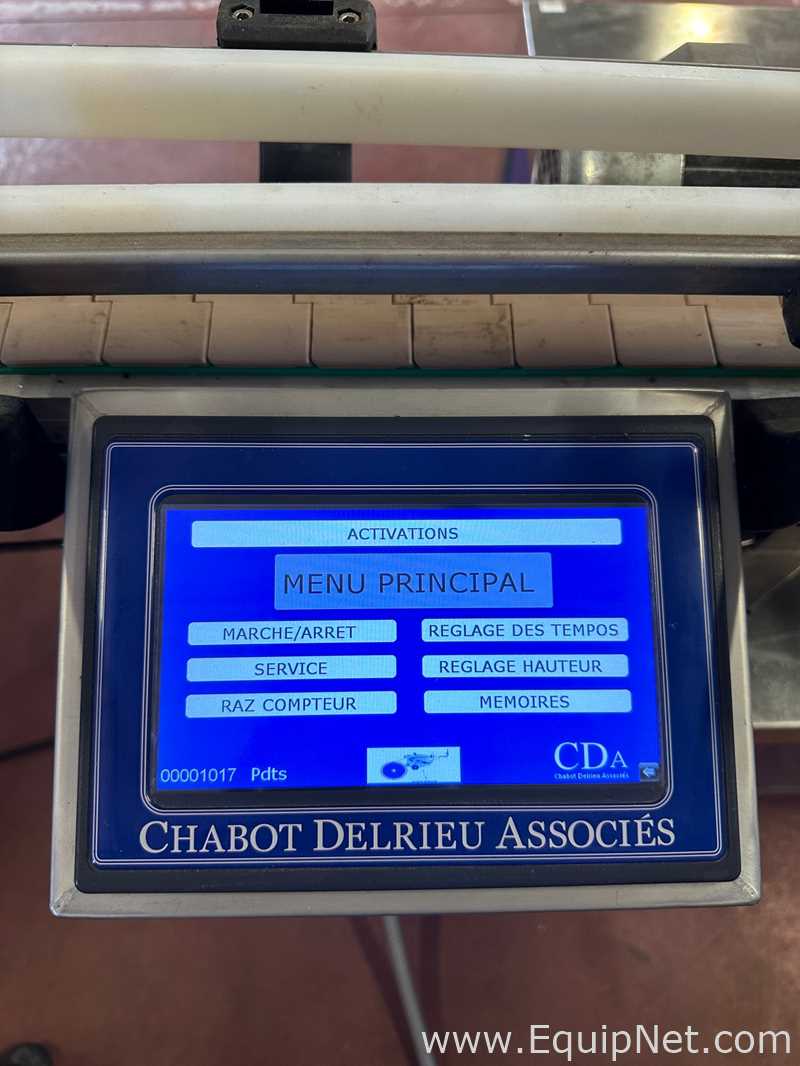 ACTIVATIONS
MENU PRINCIPAL
MARCHE/ARRET
REGLAGE DES TEMPOS
SERVICE
REGLAGE HAUTEUR
RAZ COMPTEUR
MEMOIRES
00001017 Pdts
CDA
Chabot Delrieu Associés
CHABOT DELRIEU ASSOCIÉS
www.EquipNet.com